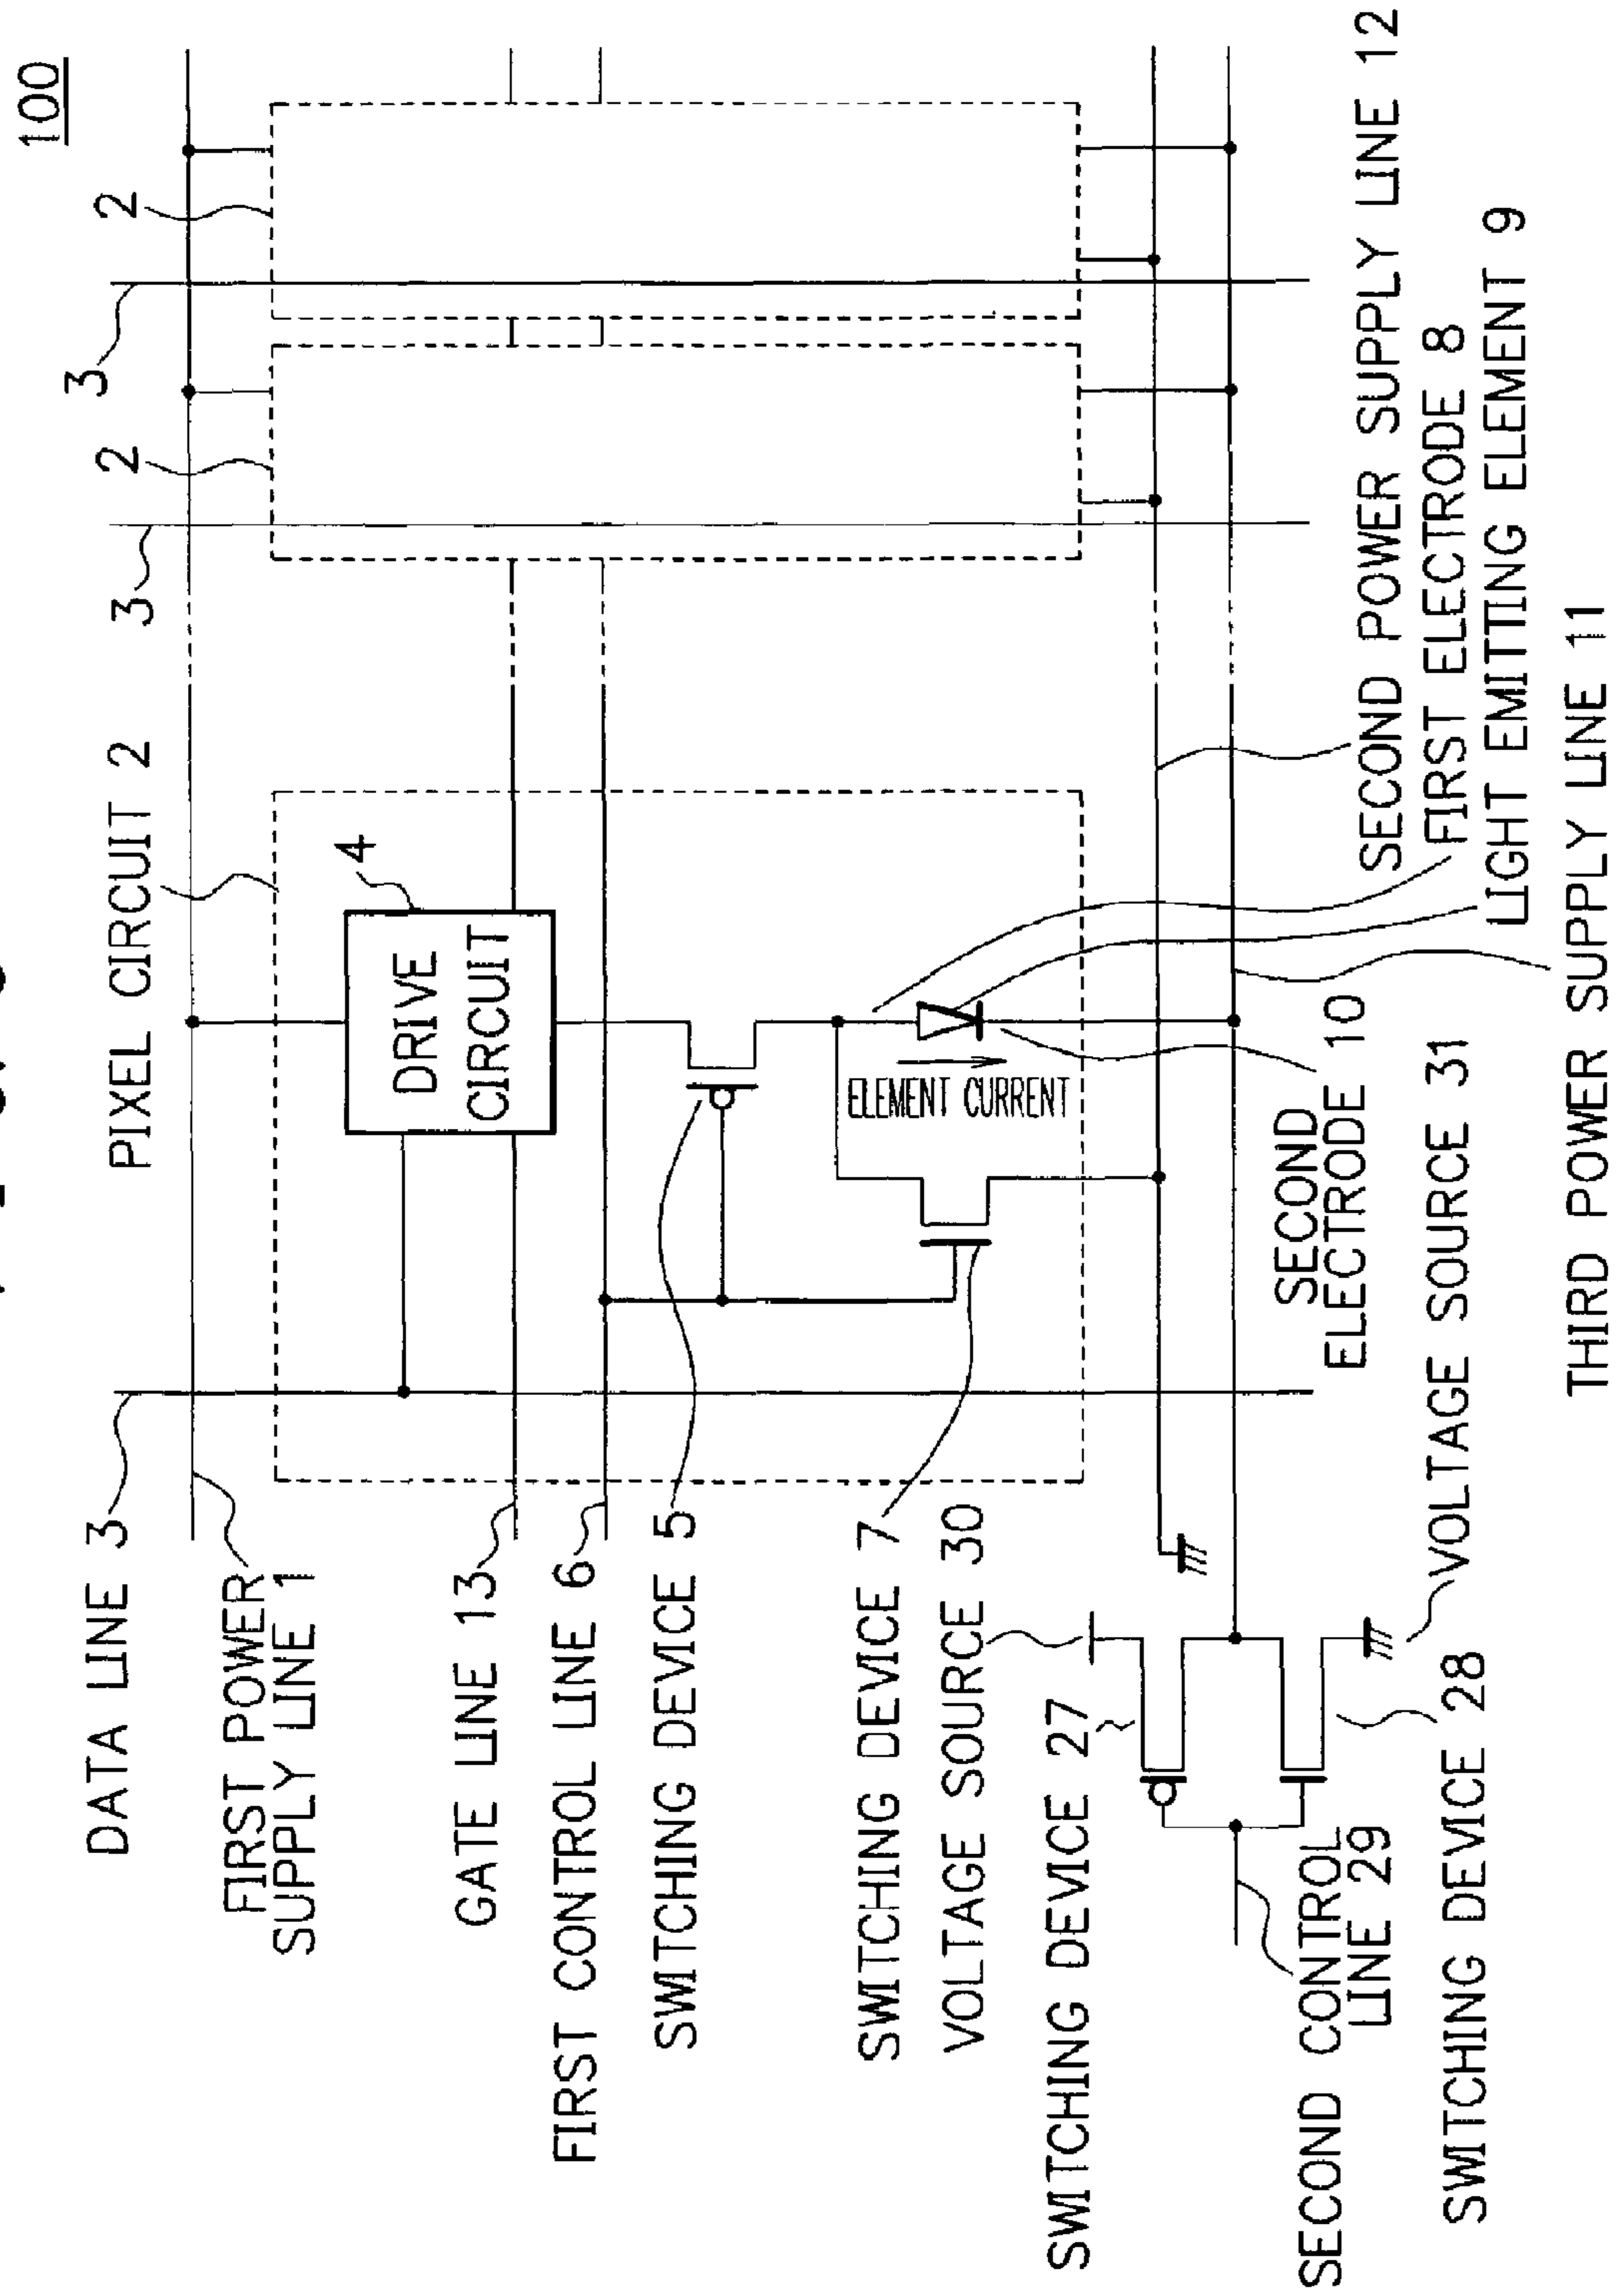 100
DATA LINE 3
3
3
FIRST POWER
SUPPLY LINE 1
PIXEL CIRCUIT 2
2
2
GATE LINE 13
4
DRIVE
CIRCUIT
FIRST CONTROL LINE 6
SWITCHING DEVICE 5
SWITCHING DEVICE 7
ELEMENT CURRENT
VOLTAGE SOURCE 30
SWITCHING DEVICE 27
SECOND
ELECTRODE 10
SECOND POWER SUPPLY LINE 12
FIRST ELECTRODE 8
LIGHT EMITTING ELEMENT 9
SECOND CONTROL
LINE 29
VOLTAGE SOURCE 31
SWITCHING DEVICE 28
THIRD POWER SUPPLY LINE 11